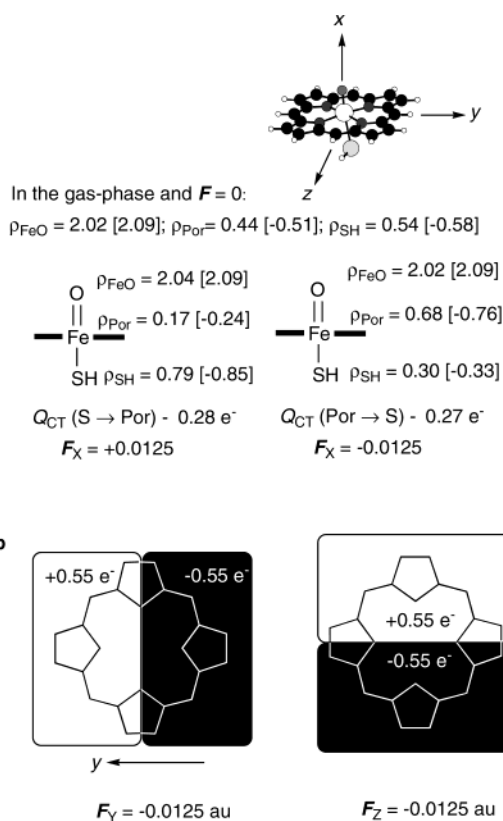 x
y
z
In the gas-phase and F = 0:
ρFeO = 2.02 [2.09]; ρPor= 0.44 [-0.51]; ρSH = 0.54 [-0.58]
O
Fe
SH
ρFeO = 2.04 [2.09]
ρPor = 0.17 [-0.24]
ρSH = 0.79 [-0.85]
QCT (S → Por) - 0.28 e-
FX = +0.0125
O
Fe
SH
ρFeO = 2.02 [2.09]
ρPor = 0.68 [-0.76]
ρSH = 0.30 [-0.33]
QCT (Por → S) - 0.27 e-
FX = -0.0125
+0.55 e-
-0.55 e-
y
FY = -0.0125 au
+0.55 e-
-0.55 e-
FZ = -0.0125 au